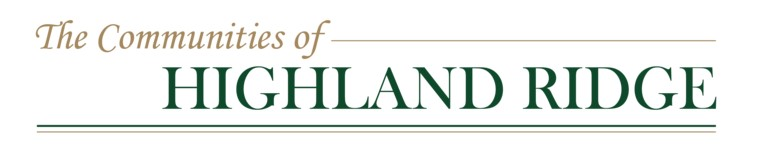 The Communities of
HIGHLAND RIDGE